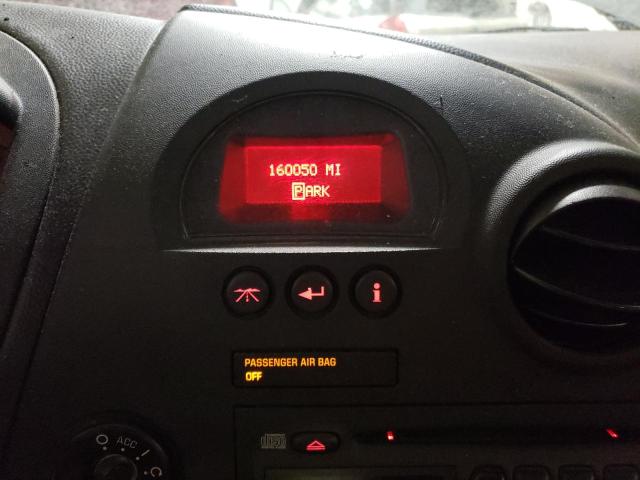 160050 MI
PARK
i
PASSENGER AIR BAG
OFF
ACC